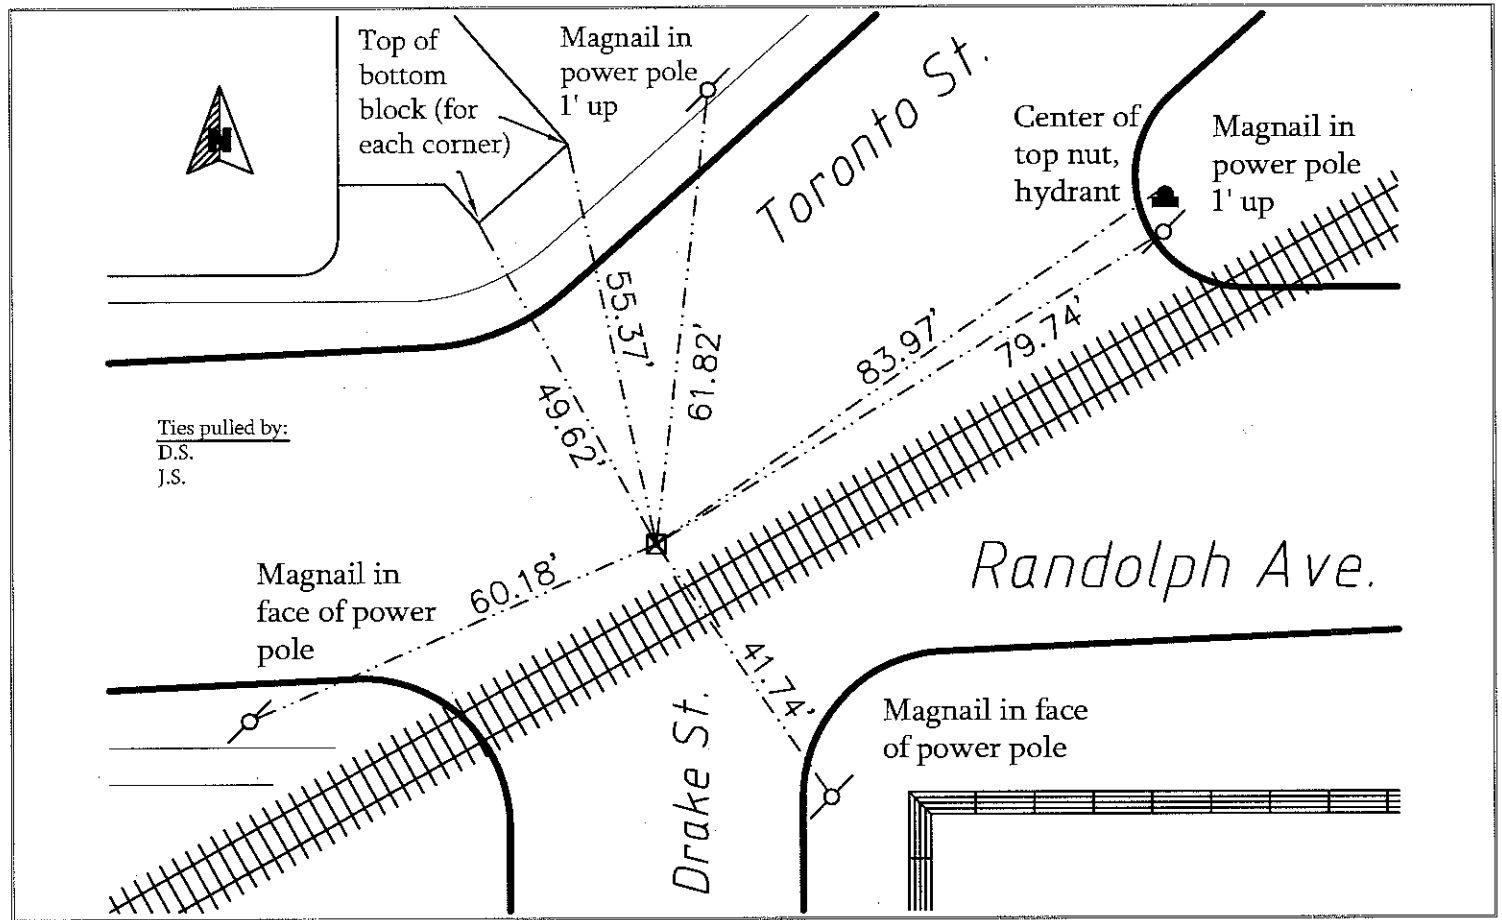 Top of
bottom
block (for
each corner)
Magnail in
power pole
1' up
Toronto St.
Center of
top nut,
hydrant
Magnail in
power pole
1' up
N
55.37'
61.82'
83.97'
79.74'
49.62'
Ties pulled by:
D.S.
J.S.
Magnail in
face of power
pole
60.18'
Randolph Ave.
41.74'
Drake St.
Magnail in face
of power pole